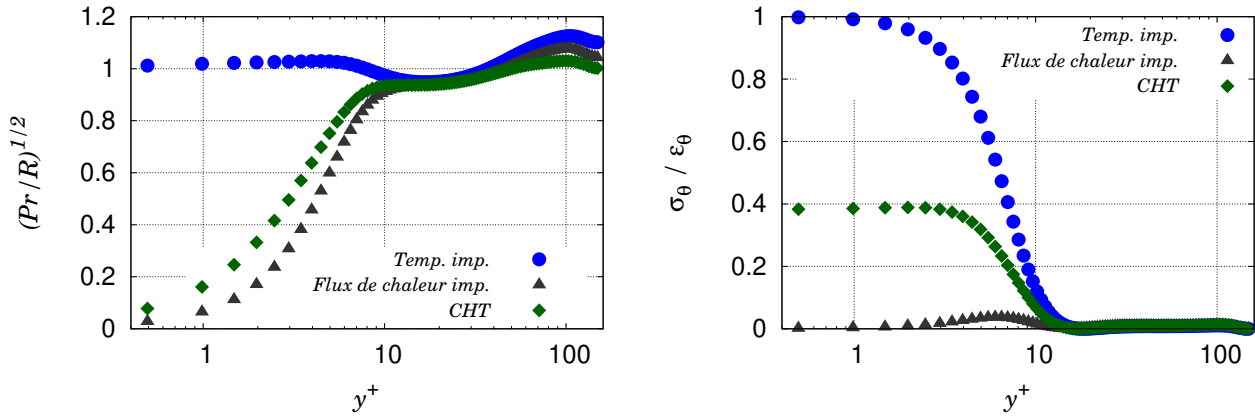 (Pr/R)^{1/2}
1.2
1
0.8
0.6
0.4
0.2
0
1
10
100
y⁺
Temp. imp.
Flux de chaleur imp.
CHT
σ_θ / ε_θ
1
0.8
0.6
0.4
0.2
0
1
10
100
y⁺
Temp. imp.
Flux de chaleur imp.
CHT